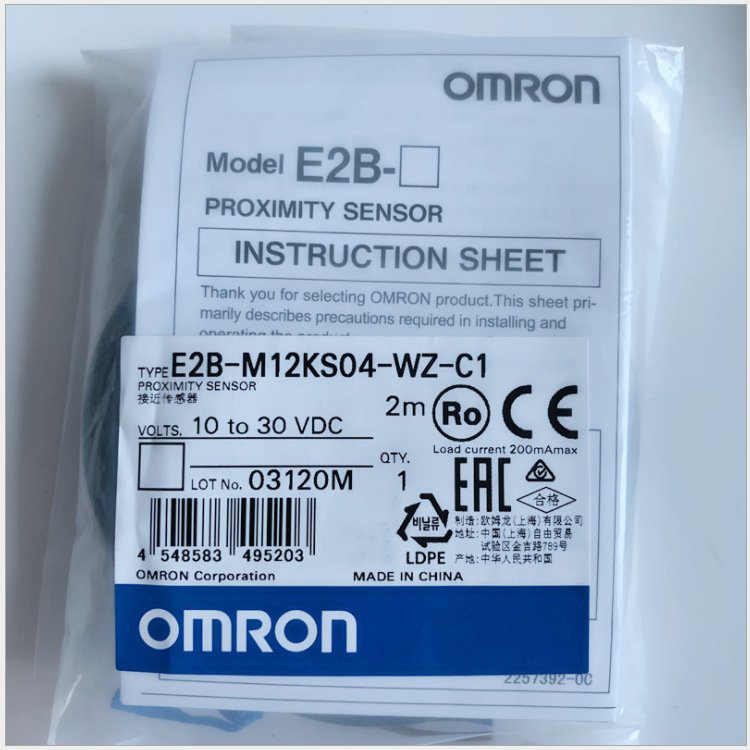 OMRON
Model E2B-□
PROXIMITY SENSOR
INSTRUCTION SHEET
Thank you for selecting OMRON product.This sheet pri-
marily describes precautions required in installing and
operating the product.
TYPE E2B-M12KS04-WZ-C1
PROXIMITY SENSOR
接近传感器
2m
Ro
CE
VOLTS. 10 to 30 VDC
Load current 200mAmax
QTY.
1
LOT No. 03120M
EAC
合格
비닐류
LDPE
制造: 欧姆龙(上海)有限公司
地址: 中国(上海)自由贸易
试验区金吉路789号
产地: 中华人民共和国
4 548583 495203
OMRON Corporation
MADE IN CHINA
OMRON
2257392-0C